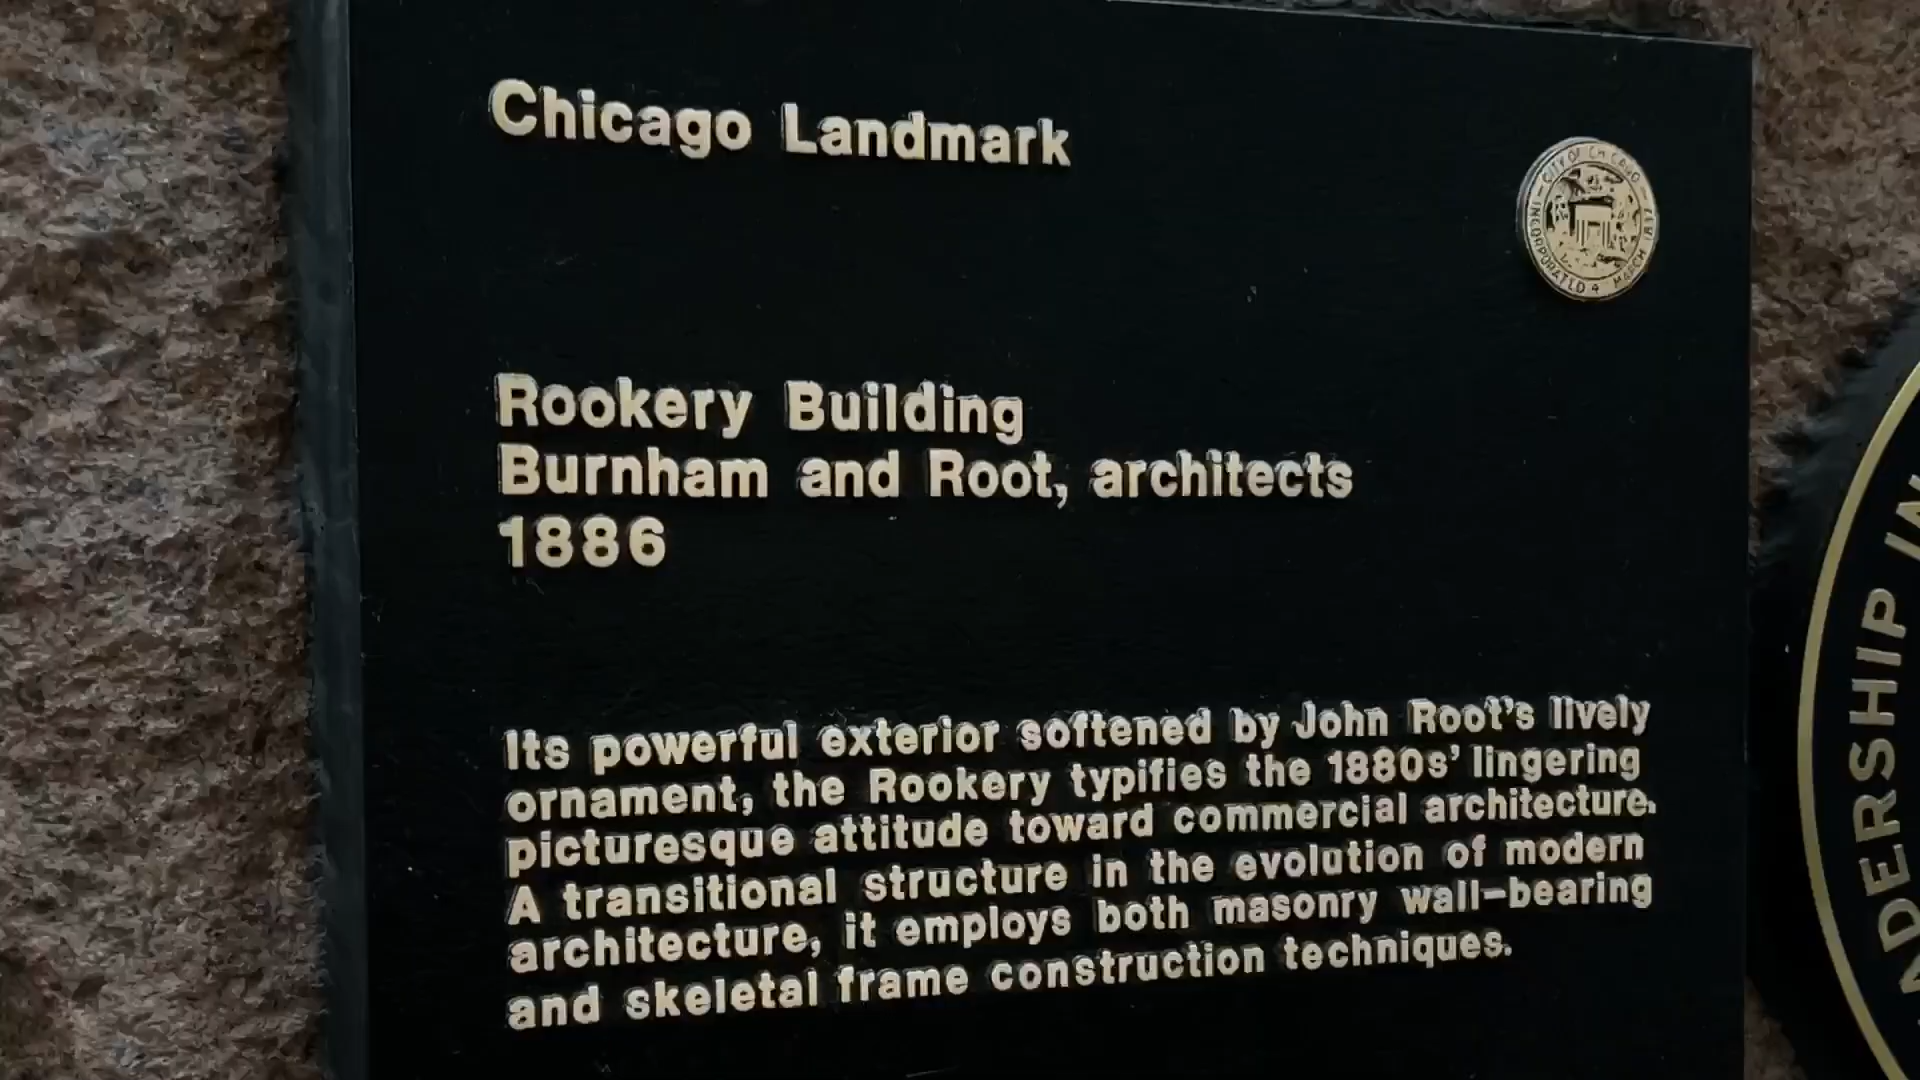 Chicago Landmark
CITY OF CHICAGO
INCORPORATED 4 MARCH 1837
Rookery Building
Burnham and Root, architects
1886
Its powerful exterior softened by John Root's lively
ornament, the Rookery typifies the 1880s' lingering
picturesque attitude toward commercial architecture.
A transitional structure in the evolution of modern
architecture, it employs both masonry wall-bearing
and skeletal frame construction techniques.
ADERSHIP IN